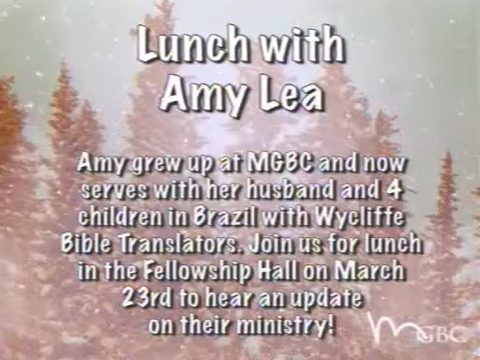 Lunch with
Amy Lea
Amy grew up at MGBC and now
serves with her husband and 4
children in Brazil with Wycliffe
Bible Translators. Join us for lunch
in the Fellowship Hall on March
23rd to hear an update
on their ministry!
MGBC